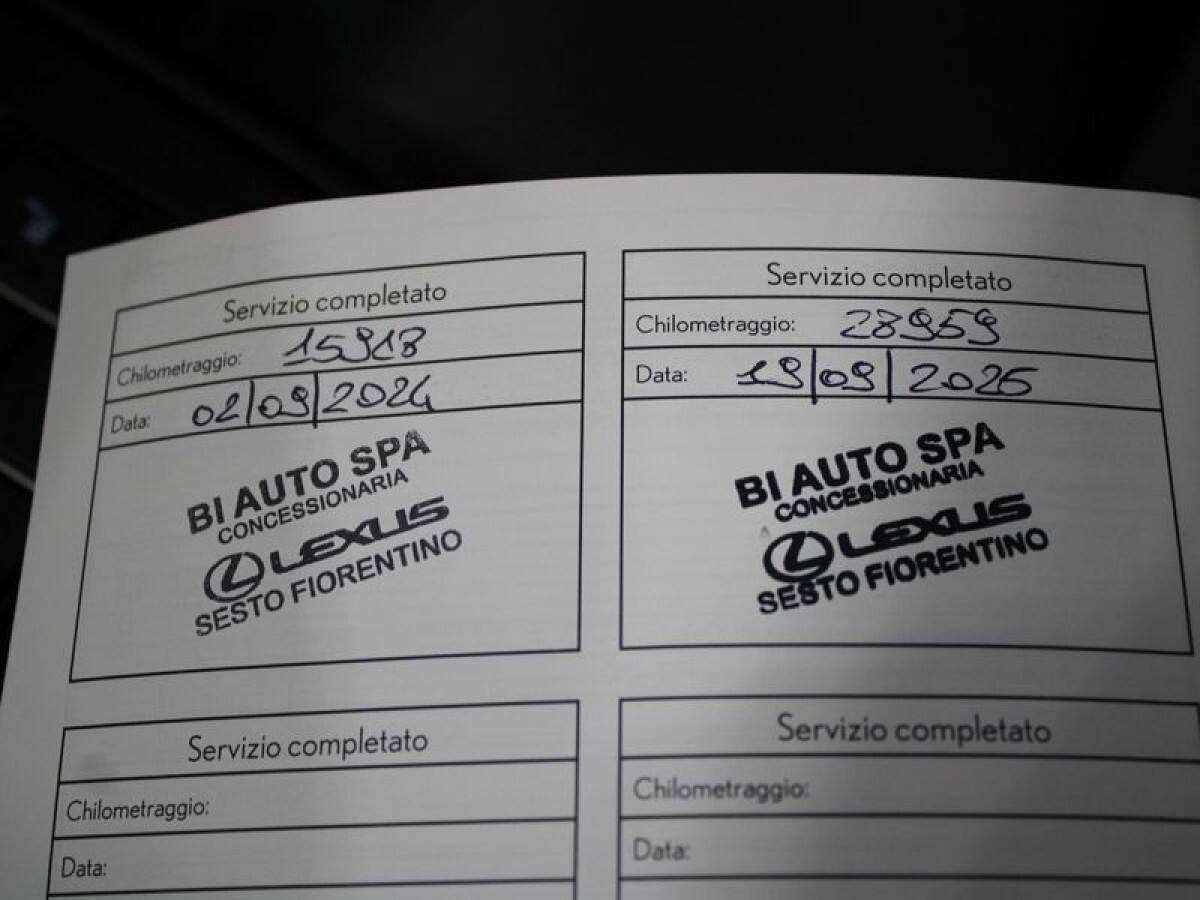 Servizio completato
Chilometraggio: 15918
Data: 02/09/2024
BI AUTO SPA
CONCESSIONARIA
LEXUS
SESTO FIORENTINO
Servizio completato
Chilometraggio: 28959
Data: 19/09/2025
BI AUTO SPA
CONCESSIONARIA
LEXUS
SESTO FIORENTINO
Servizio completato
Chilometraggio:
Data:
Servizio completato
Chilometraggio:
Data: